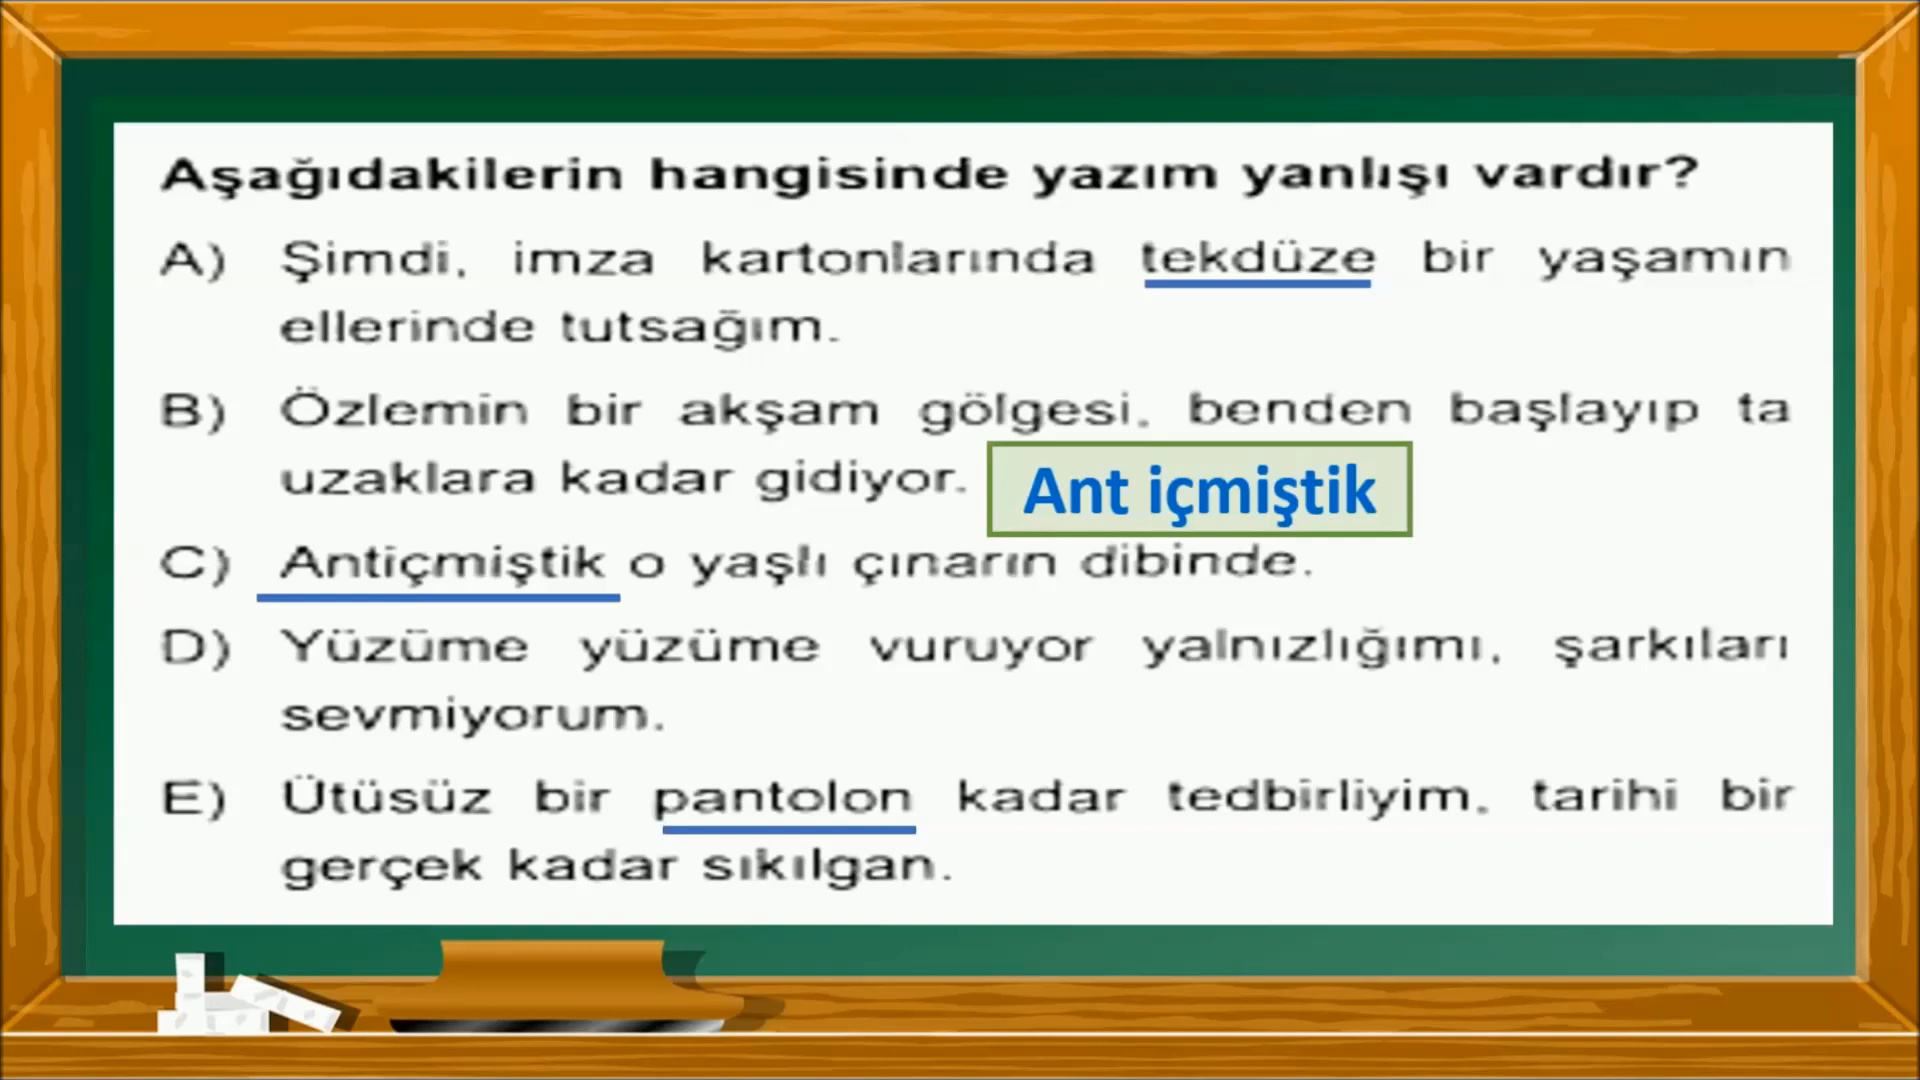 Aşağıdakilerin hangisinde yazım yanlışı vardır?
A) Şimdi, imza kartonlarında tekdüze bir yaşamın
ellerinde tutsağım.
B) Özlemin bir akşam gölgesi, benden başlayıp ta
uzaklara kadar gidiyor.
Ant içmiştik
C) Antiçmiştik o yaşlı çınarın dibinde.
D) Yüzüme yüzüme vuruyor yalnızlığımı, şarkıları
sevmiyorum.
E) Ütüsüz bir pantolon kadar tedbirliyim, tarihi bir
gerçek kadar sıkılgan.